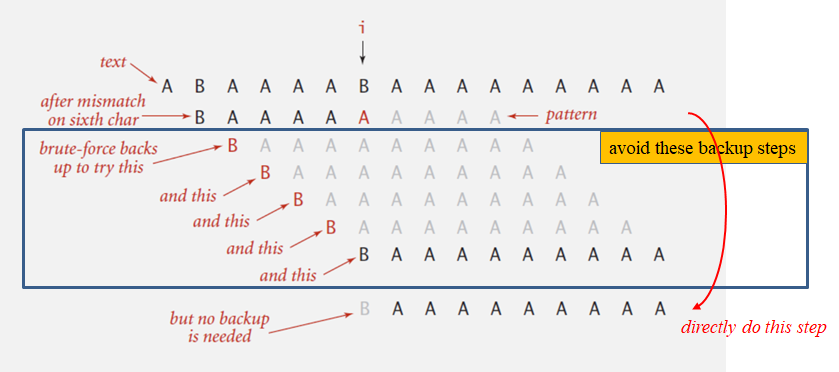 i
text
A B A A A A B A A A A A A A A A
after mismatch
on sixth char
B A A A A A A A A A
pattern
brute-force backs
up to try this
B A A A A A A A A A
avoid these backup steps
and this
B A A A A A A A A A
and this
B A A A A A A A A A
and this
B A A A A A A A A A
and this
B A A A A A A A A A
but no backup
is needed
B A A A A A A A A A
directly do this step